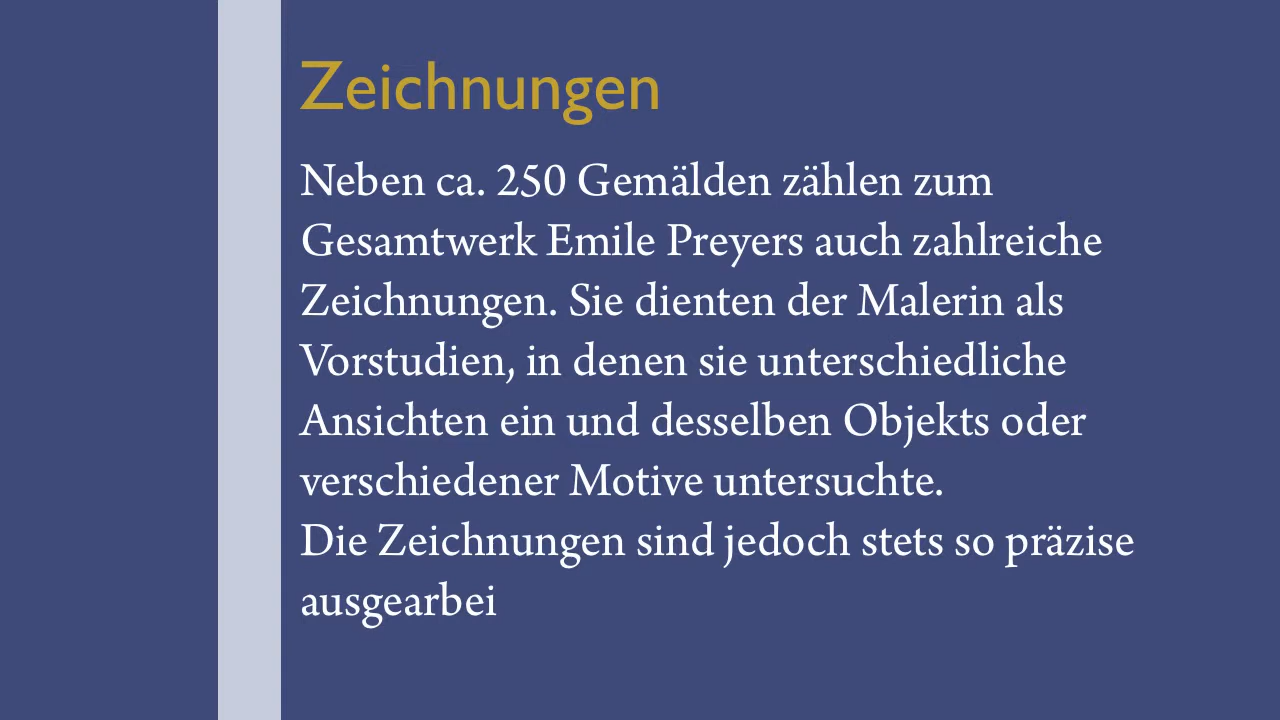 Zeichnungen
Neben ca. 250 Gemälden zählen zum
Gesamtwerk Emile Preyers auch zahlreiche
Zeichnungen. Sie dienten der Malerin als
Vorstudien, in denen sie unterschiedliche
Ansichten ein und desselben Objekts oder
verschiedener Motive untersuchte.
Die Zeichnungen sind jedoch stets so präzise
ausgearbei